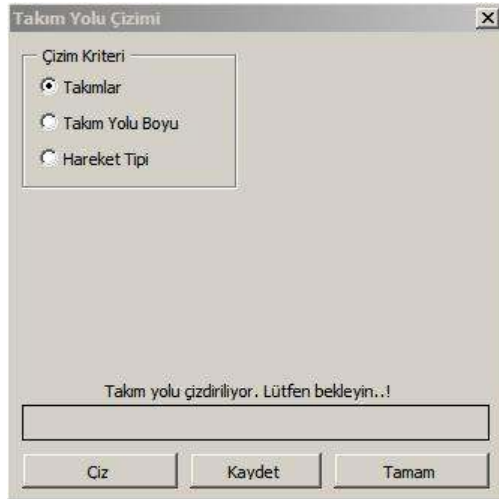 Takım Yolu Çizimi
Çizim Kriteri
Takımlar
Takım Yolu Boyu
Hareket Tipi
Takım yolu çizdiriliyor. Lütfen bekleyin..!
Çiz Kaydet Tamam